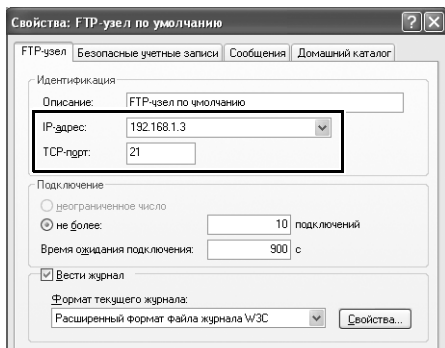 Свойства: FTP-узел по умолчанию
FTP-узел Безопасные учетные записи Сообщения Домашний каталог
Идентификация
Описание: FTP-узел по умолчанию
IP-адрес: 192.168.1.3
TCP-порт: 21
Подключение
неограниченное число
не более: 10 подключений
Время ожидания подключения: 900 с
Вести журнал
Формат текущего журнала:
Расширенный формат файла журнала W3C Свойства...